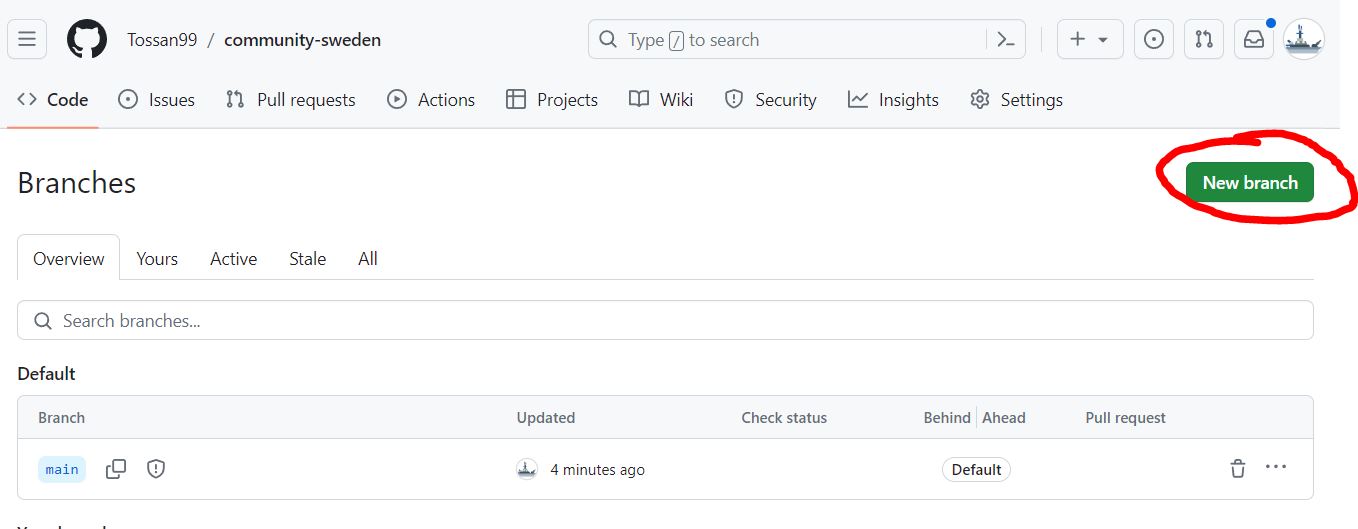 Tossan99 / community-sweden Type / to search
Code Issues Pull requests Actions Projects Wiki Security Insights Settings
Branches New branch
Overview Yours Active Stale All
Search branches...
Default
Branch Updated Check status Behind Ahead Pull request
main 4 minutes ago Default